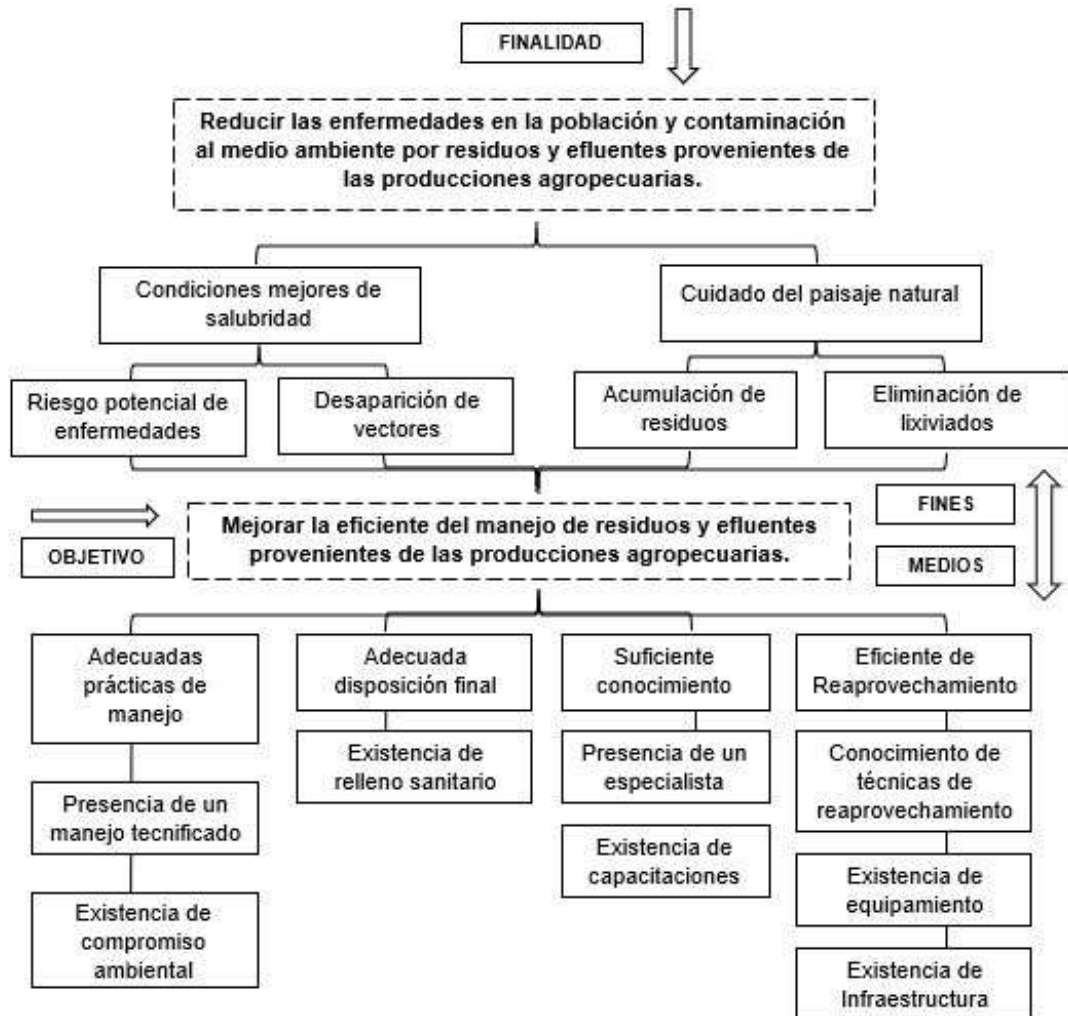 FINALIDAD
Reducir las enfermedades en la población y contaminación
al medio ambiente por residuos y efluentes provenientes de
las producciones agropecuarias.
Condiciones mejores de
salubridad
Cuidado del paisaje natural
Riesgo potencial de
enfermedades
Desaparición de
vectores
Acumulación de
residuos
Eliminación de
lixiviados
OBJETIVO
Mejorar la eficiente del manejo de residuos y efluentes
provenientes de las producciones agropecuarias.
FINES
MEDIOS
Adecuadas
prácticas de
manejo
Presencia de un
manejo tecnificado
Existencia de
compromiso
ambiental
Adecuada
disposición final
Existencia de
relleno sanitario
Suficiente
conocimiento
Presencia de un
especialista
Existencia de
capacitaciones
Eficiente de
Reaprovechamiento
Conocimiento de
técnicas de
reaprovechamiento
Existencia de
equipamiento
Existencia de
Infraestructura